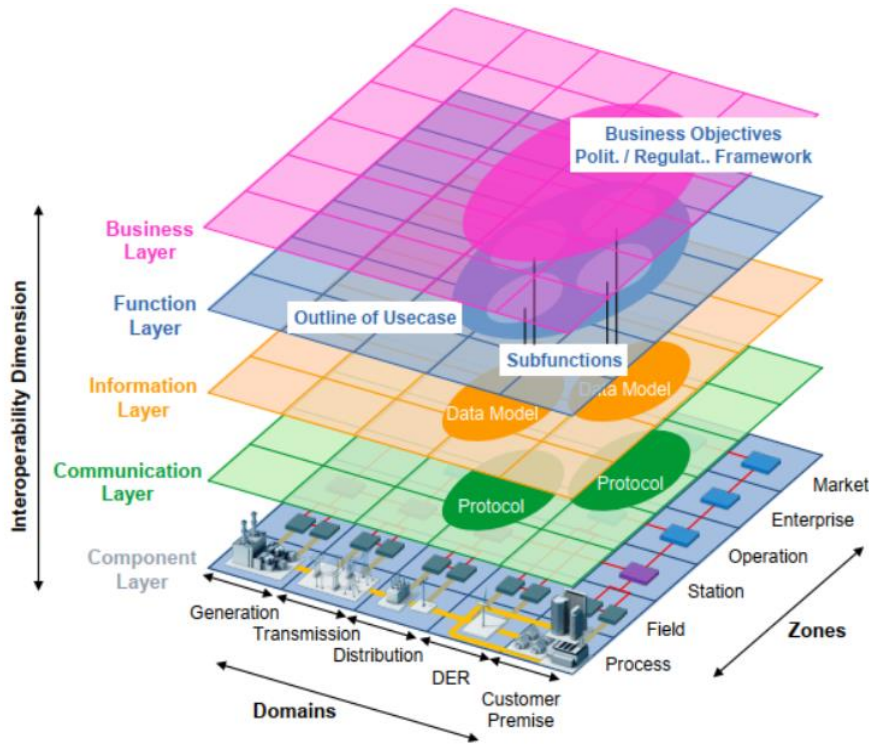 Business Objectives
Polit. / Regulat.. Framework
Business
Layer
Function
Layer
Outline of Usecase
Subfunctions
Information
Layer
Data Model
Data Model
Communication
Layer
Protocol
Protocol
Component
Layer
Interoperability Dimension
Generation
Transmission
Distribution
DER
Customer
Premise
Domains
Market
Enterprise
Operation
Station
Field
Process
Zones